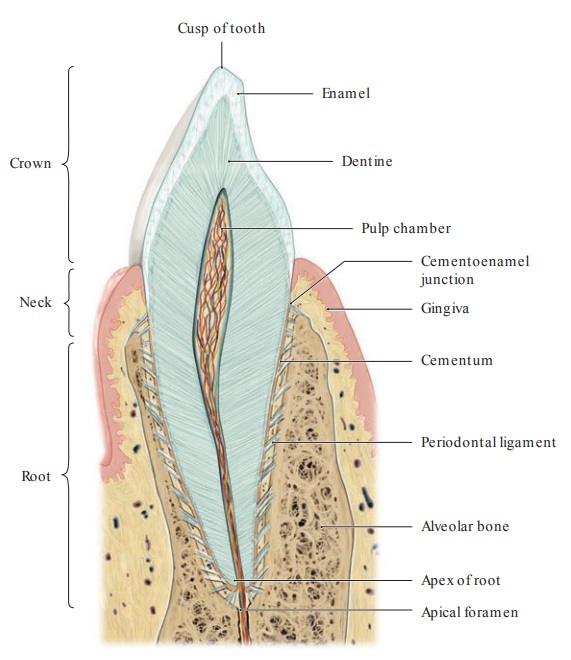 Cusp of tooth
Enamel
Crown
Dentine
Pulp chamber
Cementoenamel
junction
Neck
Gingiva
Cementum
Periodontal ligament
Root
Alveolar bone
Apex of root
Apical foramen